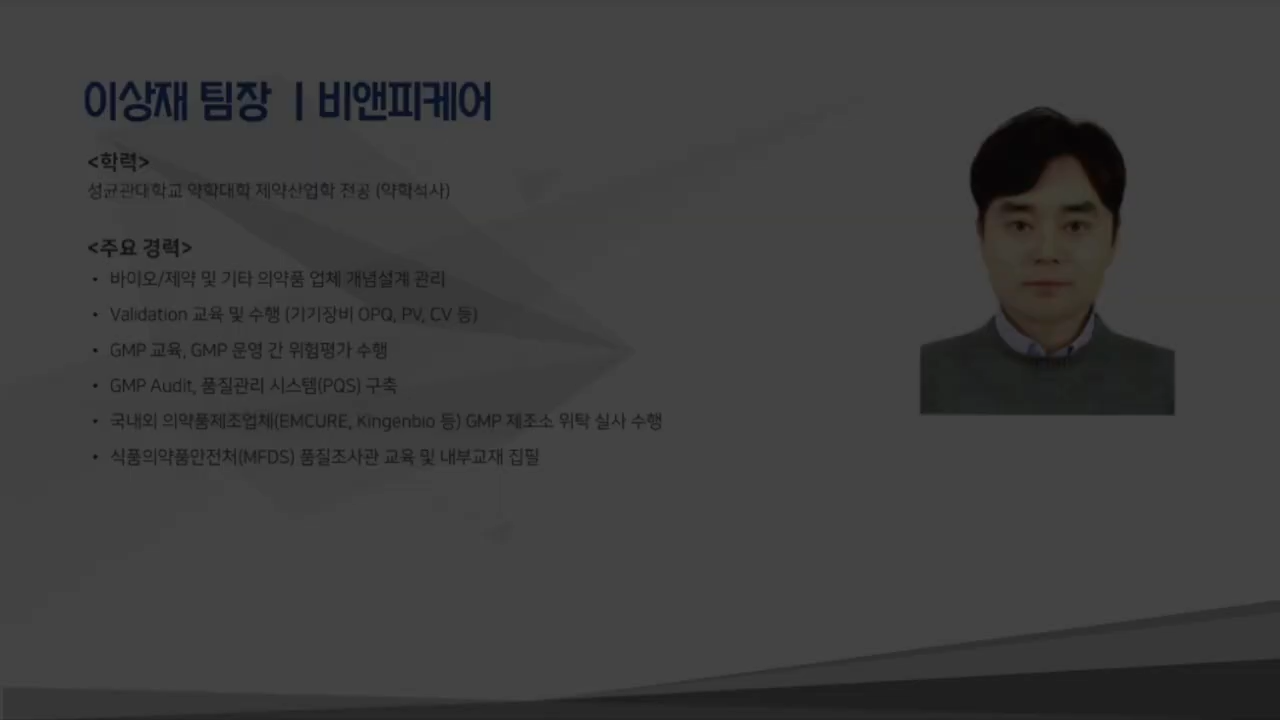 이상재 팀장 ㅣ비앤피케어
<학력>
성균관대학교 약학대학 제약산업학 전공 (약학석사)
<주요 경력>
• 바이오/제약 및 기타 의약품 업체 개념설계 관리
• Validation 교육 및 수행 (기기장비 OPQ, PV, CV 등)
• GMP 교육, GMP 운영 간 위험평가 수행
• GMP Audit, 품질관리 시스템(PQS) 구축
• 국내외 의약품제조업체(EMCURE, Kingenbio 등) GMP 제조소 위탁 실사 수행
• 식품의약품안전처(MFDS) 품질조사관 교육 및 내부교재 집필